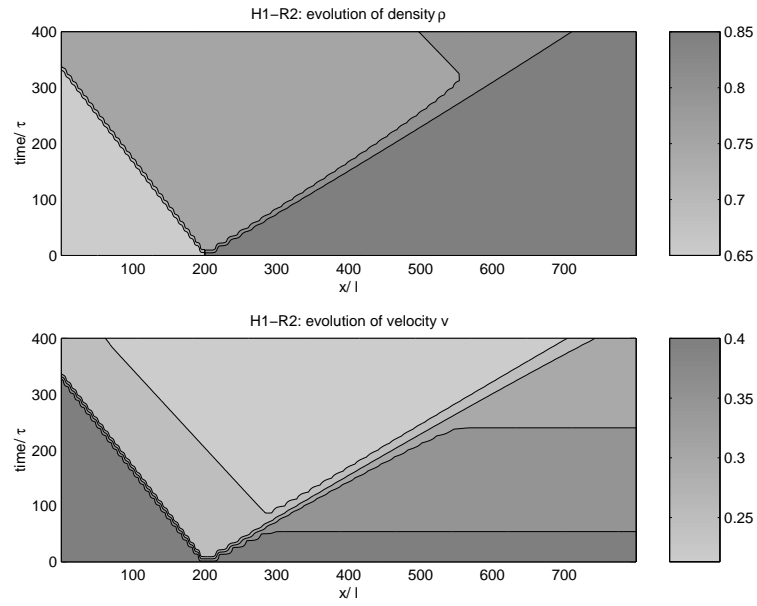 H1−R2: evolution of density ρ
400
300
200
100
0
time/ τ
100 200 300 400 500 600 700
x/ l
0.85
0.8
0.75
0.7
0.65
H1−R2: evolution of velocity v
400
300
200
100
0
time/ τ
100 200 300 400 500 600 700
x/ l
0.4
0.35
0.3
0.25